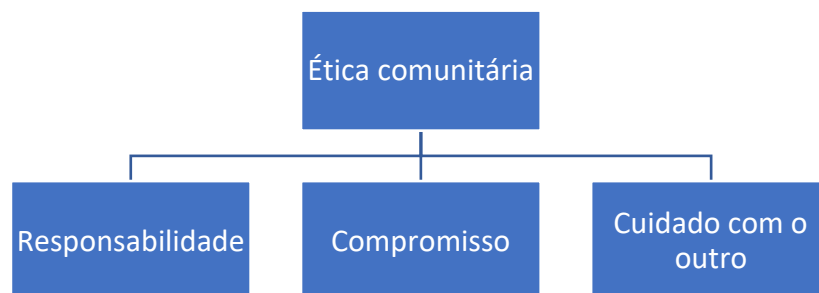 Ética comunitária
Responsabilidade
Compromisso
Cuidado com o
outro